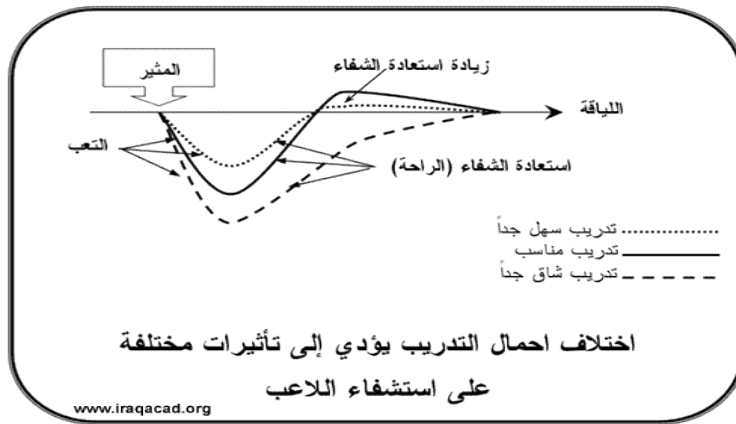 زيادة استعادة الشفاء
المثير
اللياقة
التعب
استعادة الشفاء (الراحة)
تدريب سهل جداً
تدريب مناسب
تدريب شاق جداً
اختلاف احمال التدريب يؤدي إلى تأثيرات مختلفة
على استشفاء اللاعب
www.iraqacad.org